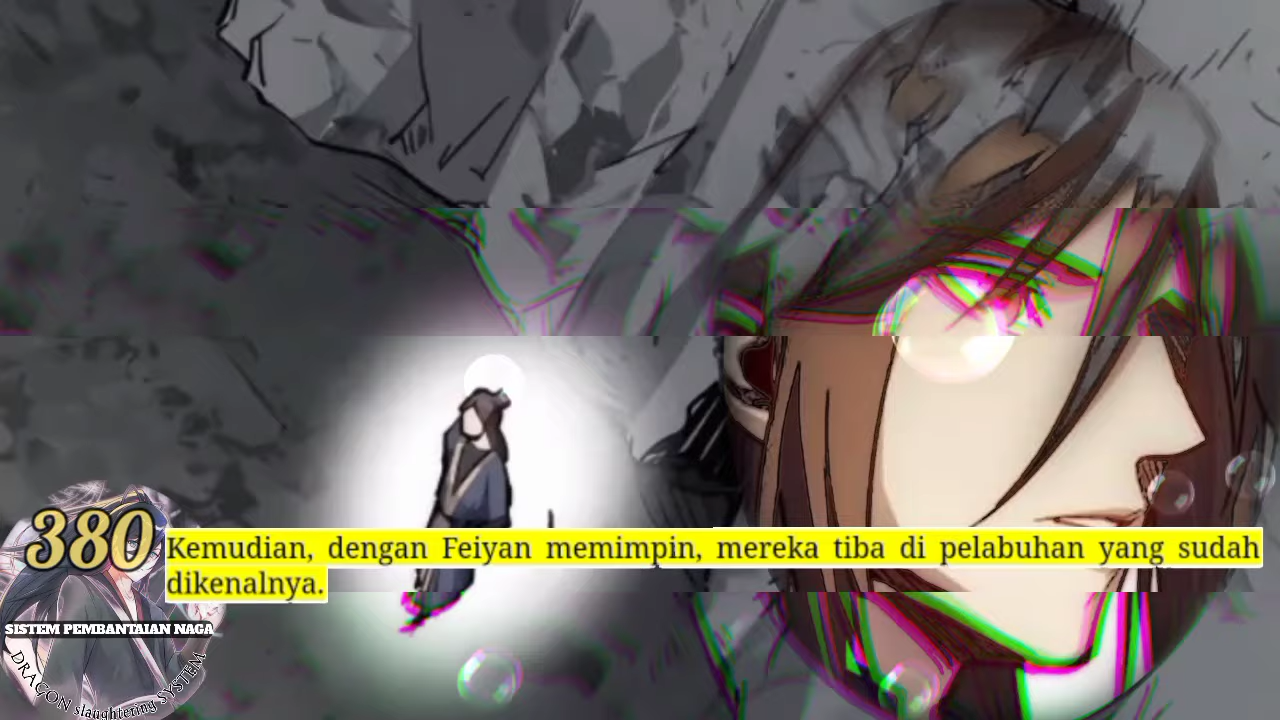 380
Kemudian, dengan Feiyan memimpin, mereka tiba di pelabuhan yang sudah
dikenalnya.
SISTEM PEMBANTAIAN NAGA
DRAGON slaughtering SYSTEM